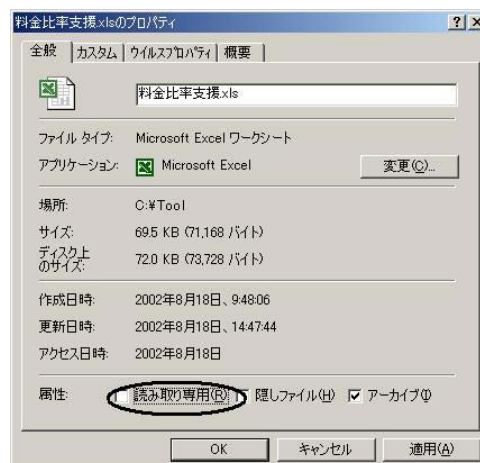 料金比率支援.xlsのプロパティ
全般 カスタム ウイルスプロパティ 概要
料金比率支援.xls
ファイル タイプ: Microsoft Excel ワークシート
アプリケーション: Microsoft Excel 変更(C)...
場所: C:¥Tool
サイズ: 69.5 KB (71,168 バイト)
ディスク上
のサイズ: 72.0 KB (73,728 バイト)
作成日時: 2002年8月18日、9:48:06
更新日時: 2002年8月18日、14:47:44
アクセス日時: 2002年8月18日
属性: 読み取り専用(R) 隠しファイル(H) アーカイブ(I)
OK キャンセル 適用(A)